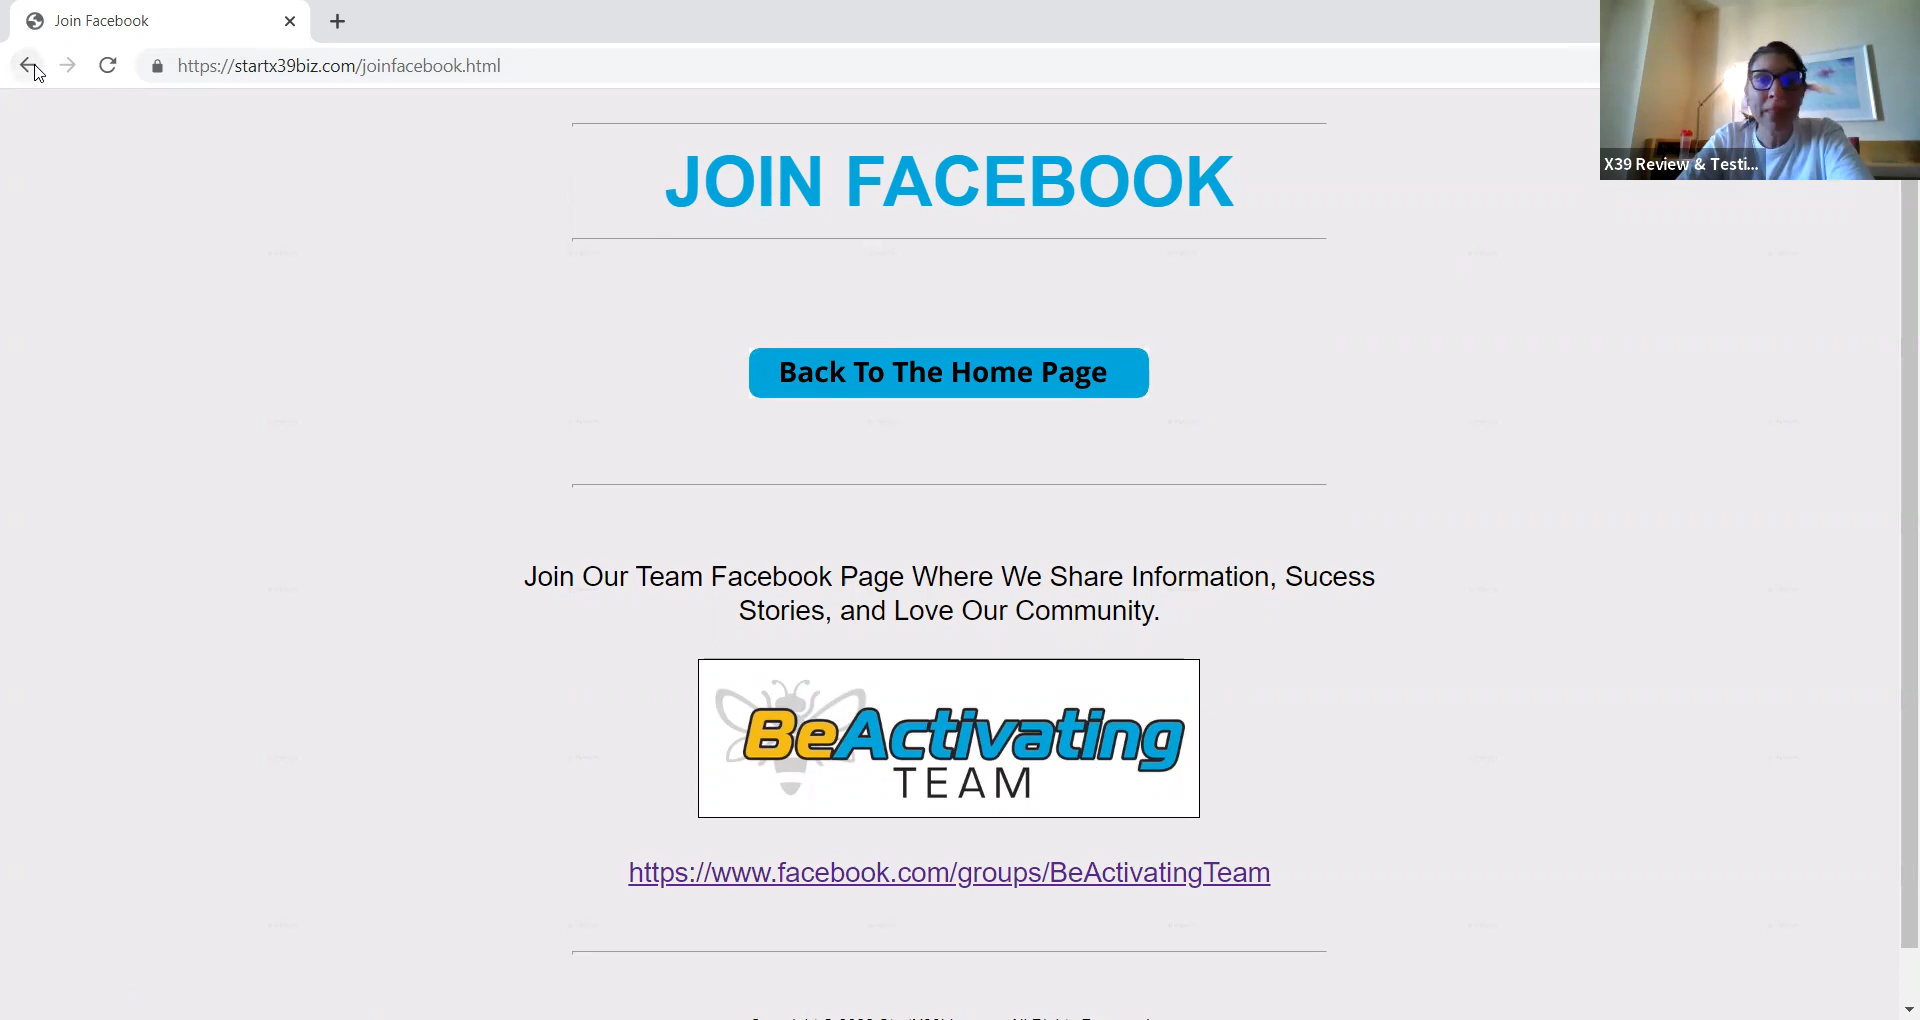 Join Facebook
https://startx39biz.com/joinfacebook.html
X39 Review & Testi...
JOIN FACEBOOK
Back To The Home Page
Join Our Team Facebook Page Where We Share Information, Sucess
Stories, and Love Our Community.
BeActivating
TEAM
https://www.facebook.com/groups/BeActivatingTeam